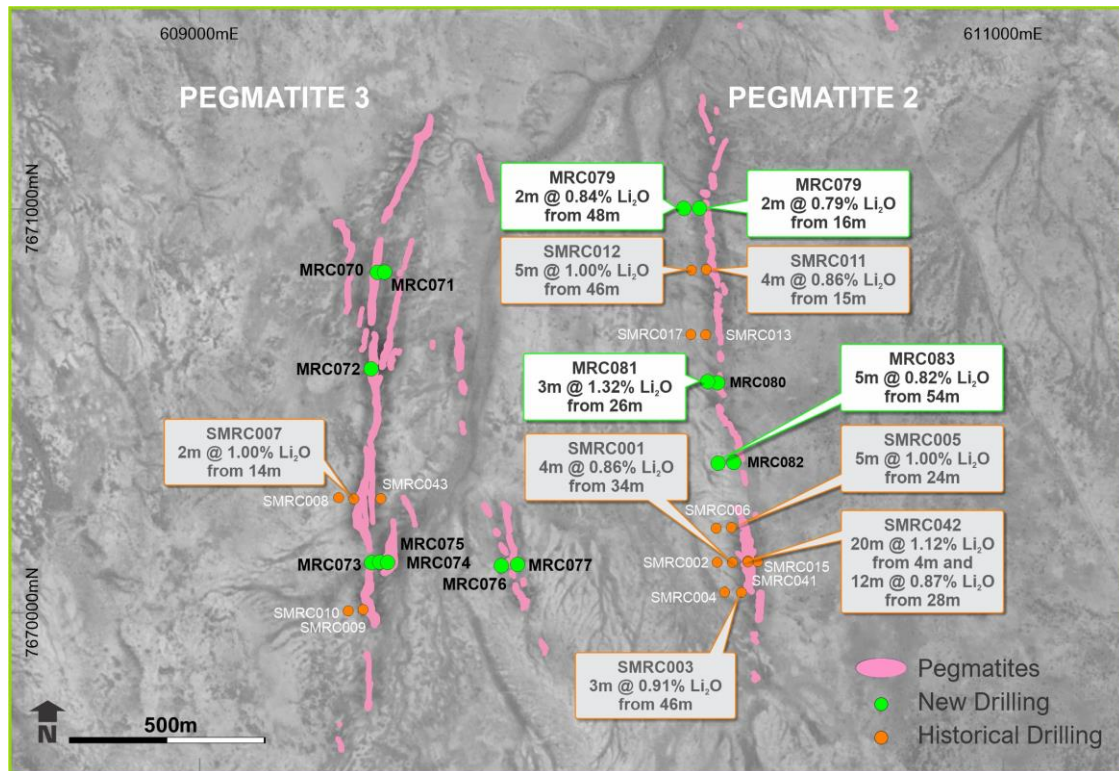 609000mE
611000mE
PEGMATITE 3
PEGMATITE 2
7671000mN
MRC079
2m @ 0.84% Li₂O
from 48m
MRC079
2m @ 0.79% Li₂O
from 16m
SMRC012
5m @ 1.00% Li₂O
from 46m
SMRC011
4m @ 0.86% Li₂O
from 15m
MRC070
MRC071
SMRC017
SMRC013
MRC072
MRC081
3m @ 1.32% Li₂O
from 26m
MRC080
MRC083
5m @ 0.82% Li₂O
from 54m
SMRC007
2m @ 1.00% Li₂O
from 14m
SMRC001
4m @ 0.86% Li₂O
from 34m
MRC082
SMRC005
5m @ 1.00% Li₂O
from 24m
SMRC043
SMRC008
SMRC006
SMRC042
20m @ 1.12% Li₂O
from 4m and
12m @ 0.87% Li₂O
from 28m
MRC075
MRC073
MRC074
MRC076
MRC077
SMRC002
SMRC015
SMRC041
SMRC004
SMRC010
SMRC009
7670000mN
SMRC003
3m @ 0.91% Li₂O
from 46m
Pegmatites
New Drilling
Historical Drilling
N
500m